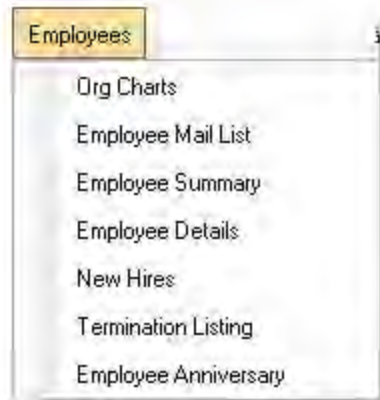 Employees
Org Charts
Employee Mail List
Employee Summary
Employee Details
New Hires
Termination Listing
Employee Anniversary